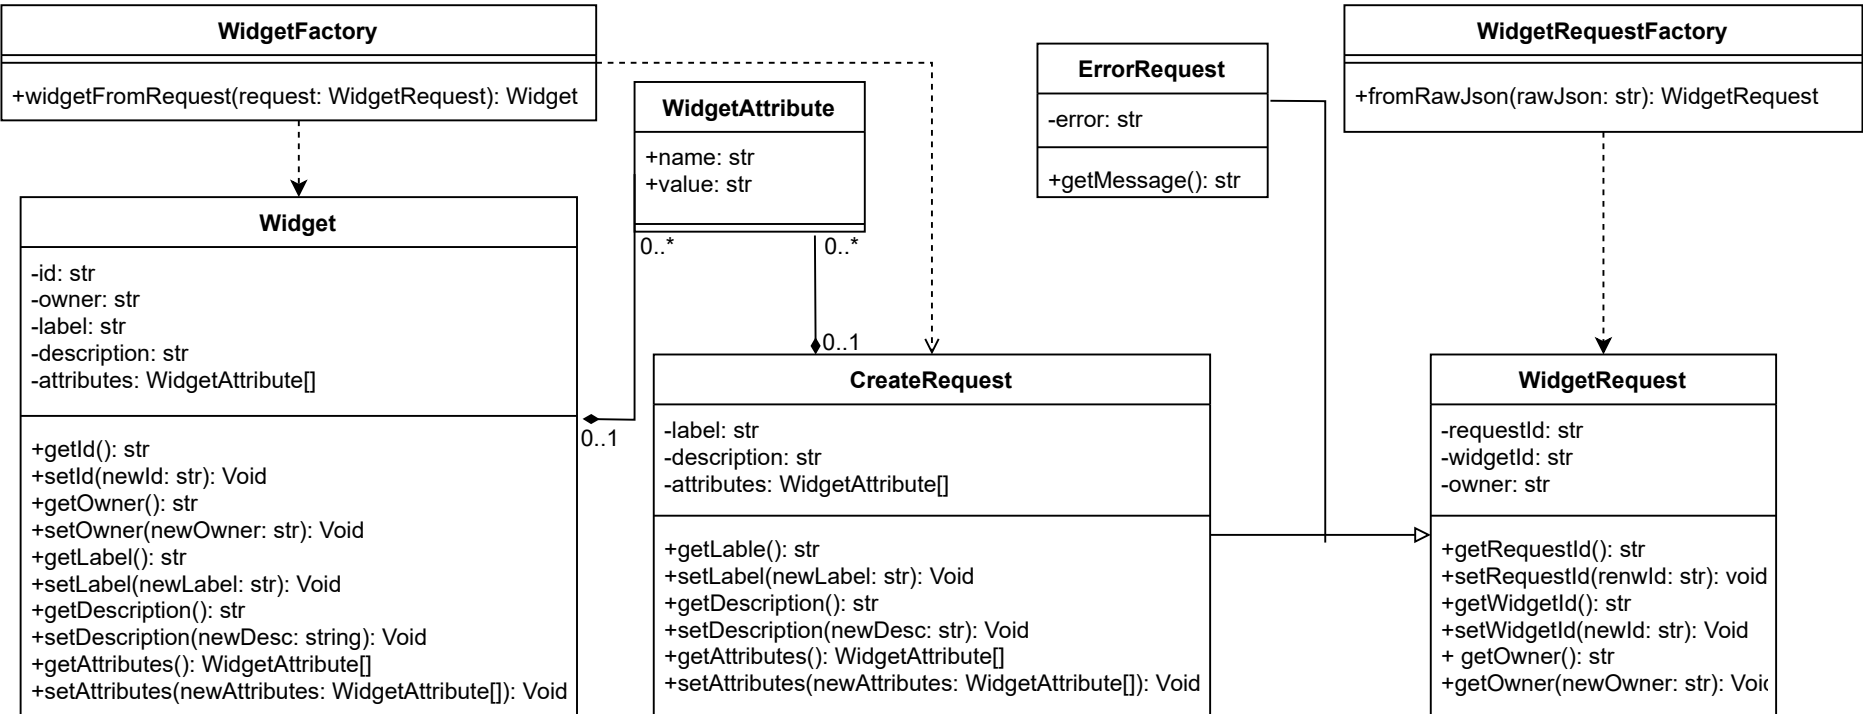 WidgetFactory
+widgetFromRequest(request: WidgetRequest): Widget
WidgetAttribute
+name: str
+value: str
ErrorRequest
-error: str
+getMessage(): str
WidgetRequestFactory
+fromRawJson(rawJson: str): WidgetRequest
0..*
0..*
0..1
0..1
Widget
-id: str
-owner: str
-label: str
-description: str
-attributes: WidgetAttribute[]
+getId(): str
+setId(newId: str): Void
+getOwner(): str
+setOwner(newOwner: str): Void
+getLabel(): str
+setLabel(newLabel: str): Void
+getDescription(): str
+setDescription(newDesc: string): Void
+getAttributes(): WidgetAttribute[]
+setAttributes(newAttributes: WidgetAttribute[]): Void
CreateRequest
-label: str
-description: str
-attributes: WidgetAttribute[]
+getLable(): str
+setLabel(newLabel: str): Void
+getDescription(): str
+setDescription(newDesc: str): Void
+getAttributes(): WidgetAttribute[]
+setAttributes(newAttributes: WidgetAttribute[]): Void
WidgetRequest
-requestId: str
-widgetId: str
-owner: str
+getRequestId(): str
+setRequestId(renwId: str): void
+getWidgetId(): str
+setWidgetId(newId: str): Void
+ getOwner(): str
+getOwner(newOwner: str): Void